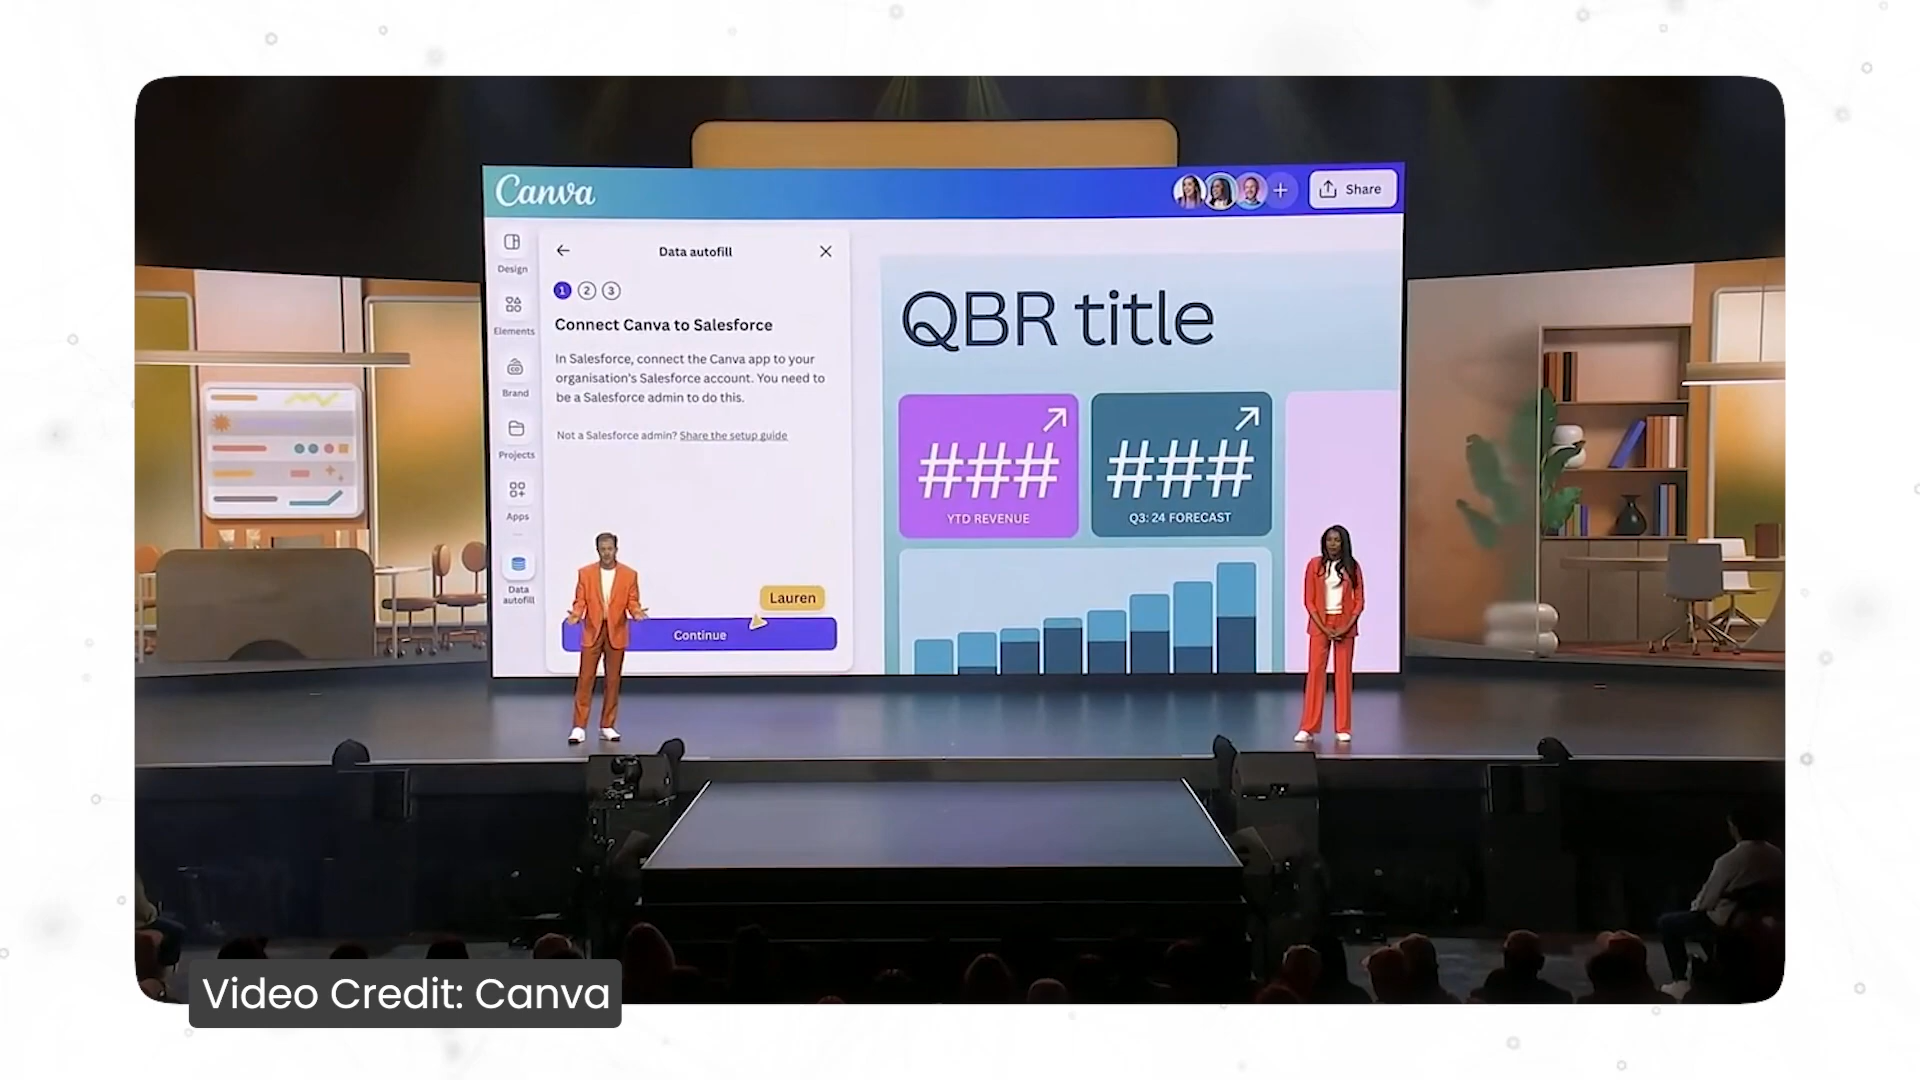 Canva
Share
Design
Elements
Brand
Projects
Apps
Data
autofill
Data autofill
1 2 3
Connect Canva to Salesforce
In Salesforce, connect the Canva app to your
organisation's Salesforce account. You need to
be a Salesforce admin to do this.
Not a Salesforce admin? Share the setup guide
Lauren
Continue
QBR title
###
YTD REVENUE
###
Q3: 24 FORECAST
Video Credit: Canva